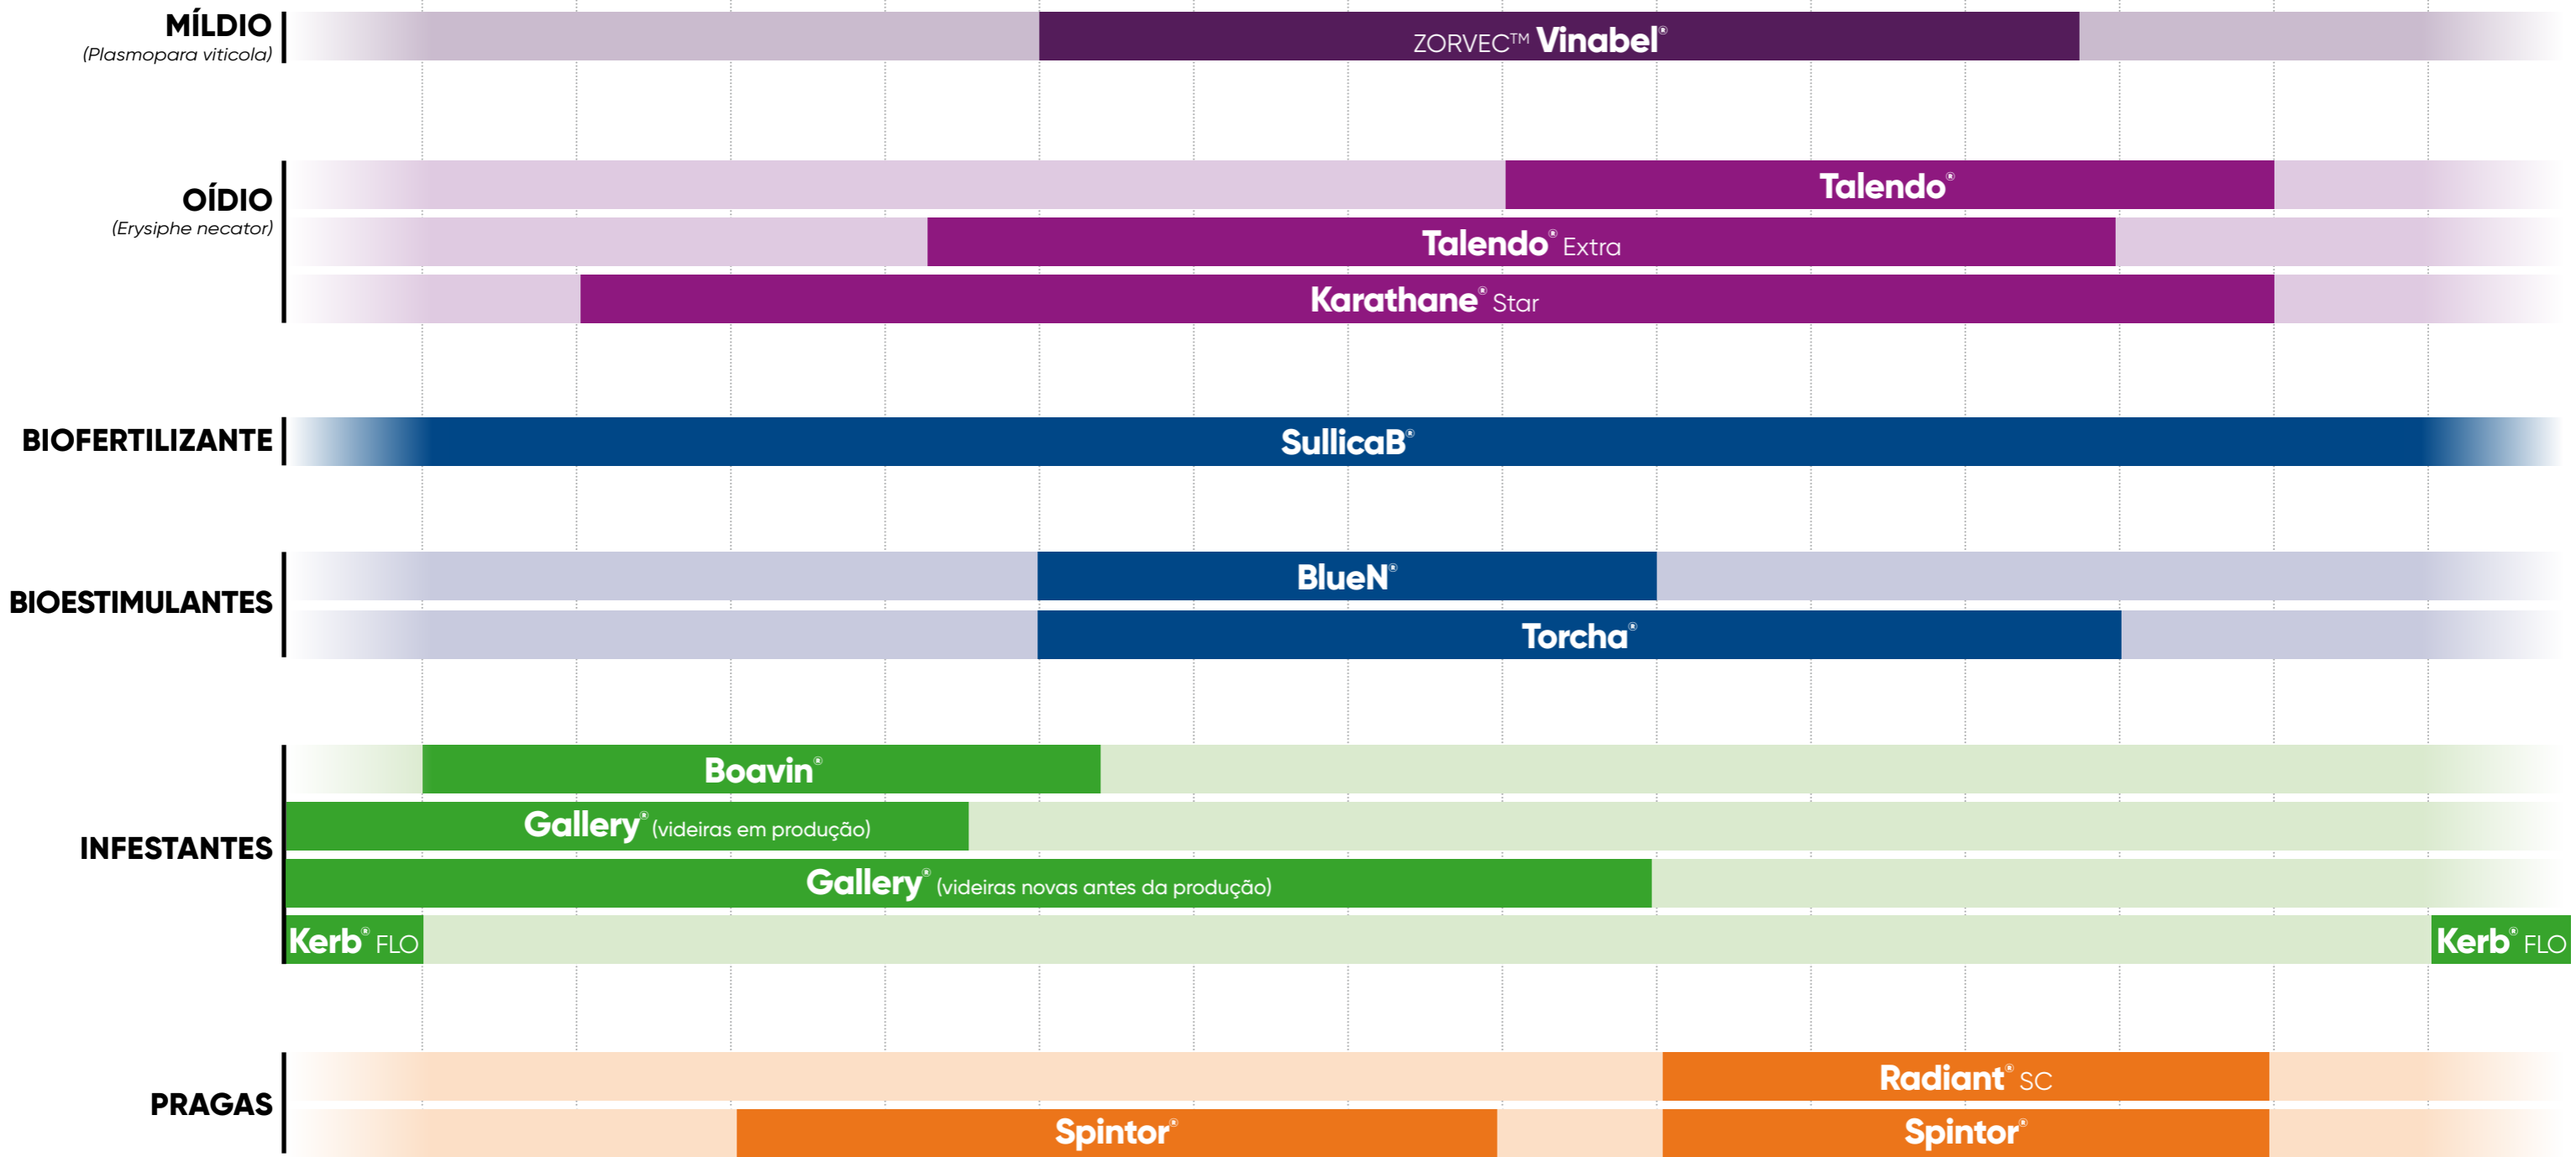 MÍLDIO
(Plasmopara viticola)
ZORVEC™ Vinabel®
OÍDIO
(Erysiphe necator)
Talendo®
Talendo® Extra
Karathane® Star
BIOFERTILIZANTE
SullicaB®
BIOESTIMULANTES
BlueN®
Torcha®
INFESTANTES
Boavin®
Gallery® (videiras em produção)
Gallery® (videiras novas antes da produção)
Kerb® FLO
Kerb® FLO
PRAGAS
Radiant® SC
Spintor®
Spintor®